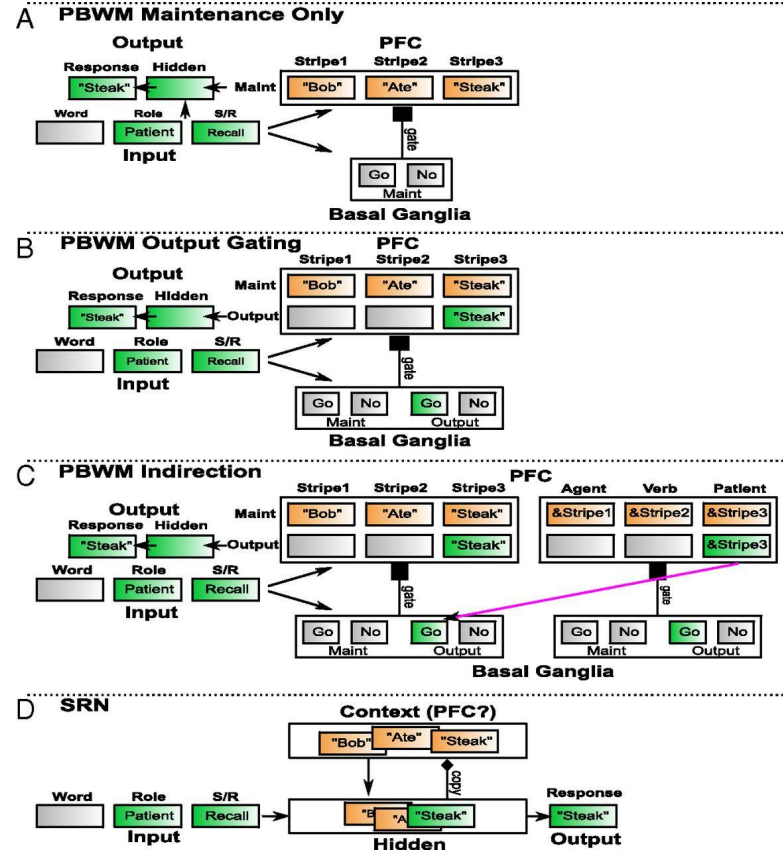 A PBWM Maintenance Only
Output PFC
Response Hidden Stripe1 Stripe2 Stripe3
"Steak" Maint "Bob" "Ate" "Steak"
Word Role S/R
Patient Recall
Input
gate
Go No
Maint
Basal Ganglia
B PBWM Output Gating PFC
Output Stripe1 Stripe2 Stripe3
Response Hidden Maint "Bob" "Ate" "Steak"
"Steak" Output "Steak"
Word Role S/R
Patient Recall
Input
gate
Go No Go No
Maint Output
Basal Ganglia
C PBWM Indirection PFC
Output Stripe1 Stripe2 Stripe3 Agent Verb Patient
Response Hidden Maint "Bob" "Ate" "Steak" &Stripe1 &Stripe2 &Stripe3
"Steak" Output "Steak" &Stripe3
Word Role S/R
Patient Recall
Input
gate gate
Go No Go No Go No Go No
Maint Output Maint Output
Basal Ganglia
D SRN
Context (PFC?)
"Bob" "Ate" "Steak"
copy
Word Role S/R Response
Patient Recall "B "A "Steak" "Steak"
Input Hidden Output